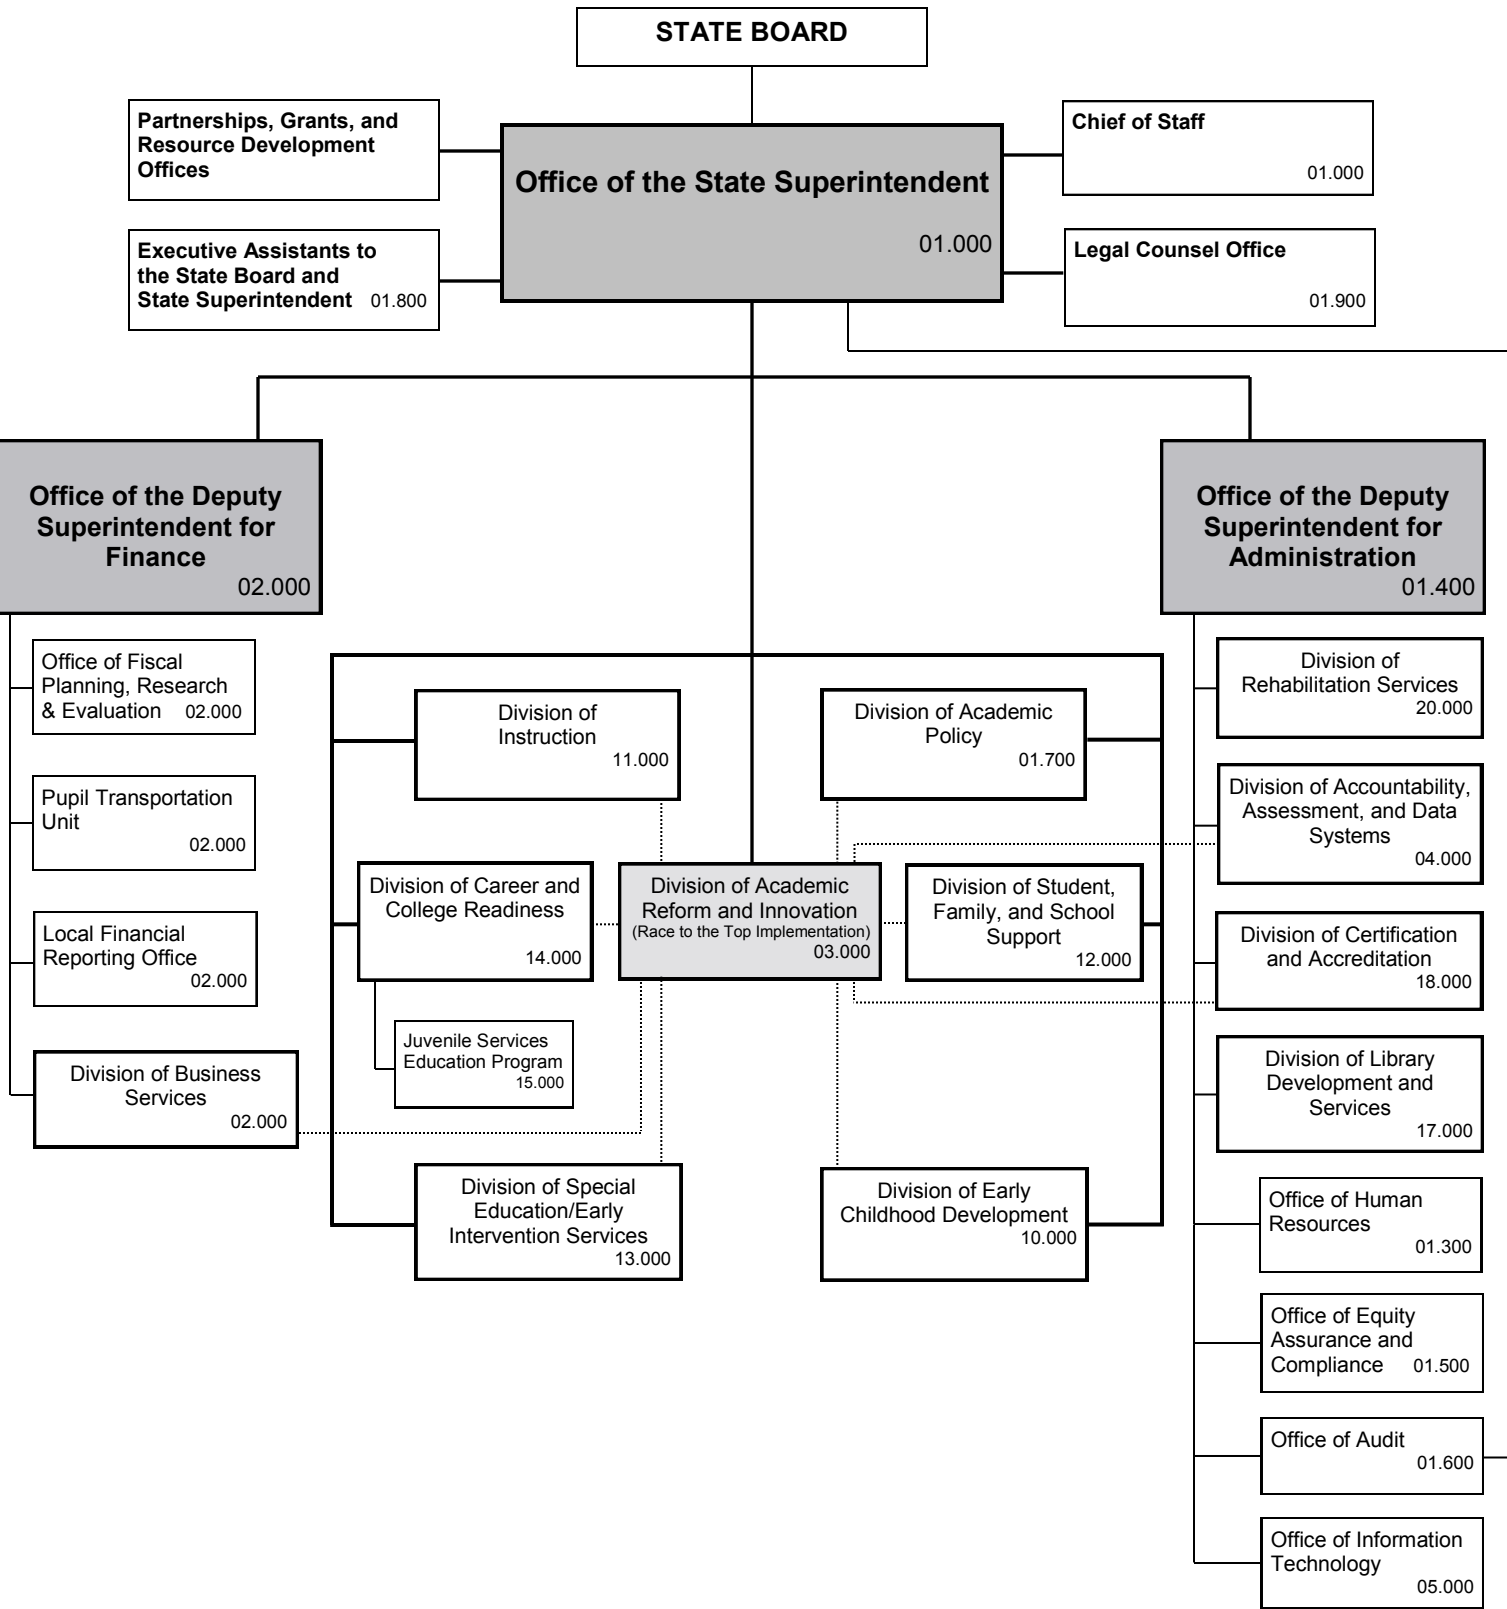 STATE BOARD
Partnerships, Grants, and
Resource Development
Offices
Executive Assistants to
the State Board and
State Superintendent 01.800
Office of the State Superintendent
01.000
Chief of Staff
01.000
Legal Counsel Office
01.900
Office of the Deputy
Superintendent for
Finance
02.000
Office of Fiscal
Planning, Research
& Evaluation 02.000
Pupil Transportation
Unit
02.000
Local Financial
Reporting Office
02.000
Division of Business
Services
02.000
Division of
Instruction
11.000
Division of Academic
Policy
01.700
Division of Career and
College Readiness
14.000
Juvenile Services
Education Program
15.000
Division of Academic
Reform and Innovation
(Race to the Top Implementation)
03.000
Division of Student,
Family, and School
Support
12.000
Division of Special
Education/Early
Intervention Services
13.000
Division of Early
Childhood Development
10.000
Office of the Deputy
Superintendent for
Administration
01.400
Division of
Rehabilitation Services
20.000
Division of Accountability,
Assessment, and Data
Systems
04.000
Division of Certification
and Accreditation
18.000
Division of Library
Development and
Services
17.000
Office of Human
Resources
01.300
Office of Equity
Assurance and
Compliance 01.500
Office of Audit
01.600
Office of Information
Technology
05.000